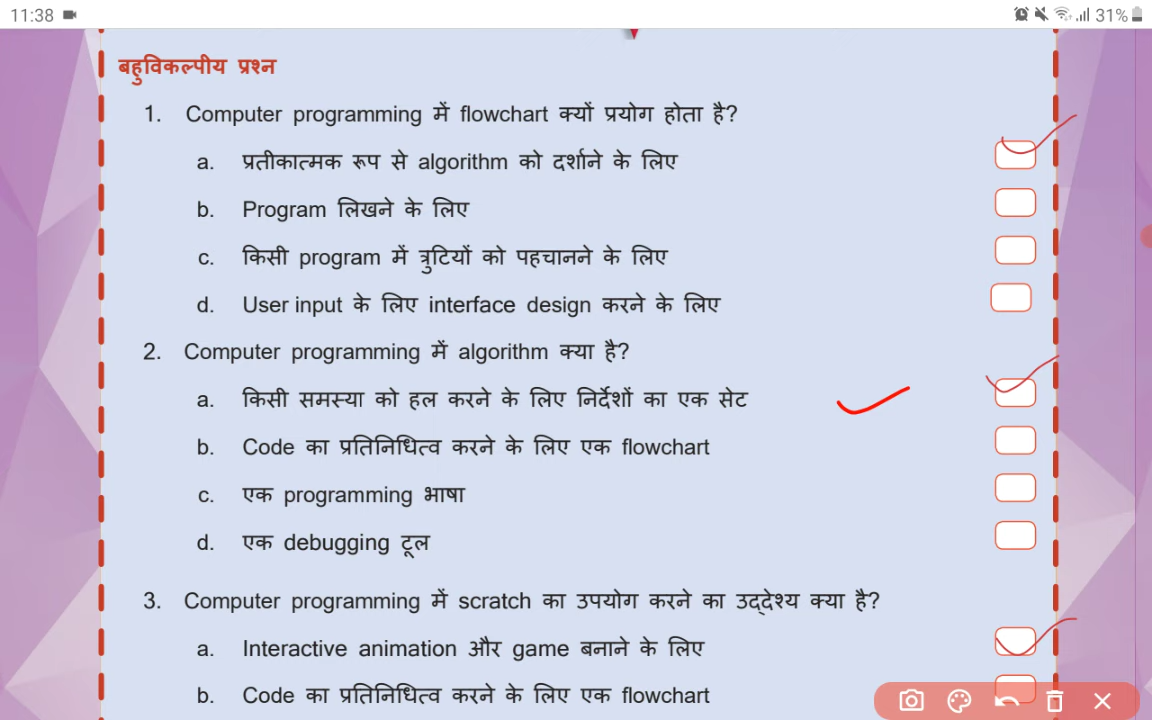 11:38
31%
बहुविकल्पीय प्रश्न
1. Computer programming में flowchart क्यों प्रयोग होता है?
a. प्रतीकात्मक रूप से algorithm को दर्शाने के लिए
b. Program लिखने के लिए
c. किसी program में त्रुटियों को पहचानने के लिए
d. User input के लिए interface design करने के लिए
2. Computer programming में algorithm क्या है?
a. किसी समस्या को हल करने के लिए निर्देशों का एक सेट
b. Code का प्रतिनिधित्व करने के लिए एक flowchart
c. एक programming भाषा
d. एक debugging टूल
3. Computer programming में scratch का उपयोग करने का उद्देश्य क्या है?
a. Interactive animation और game बनाने के लिए
b. Code का प्रतिनिधित्व करने के लिए एक flowchart